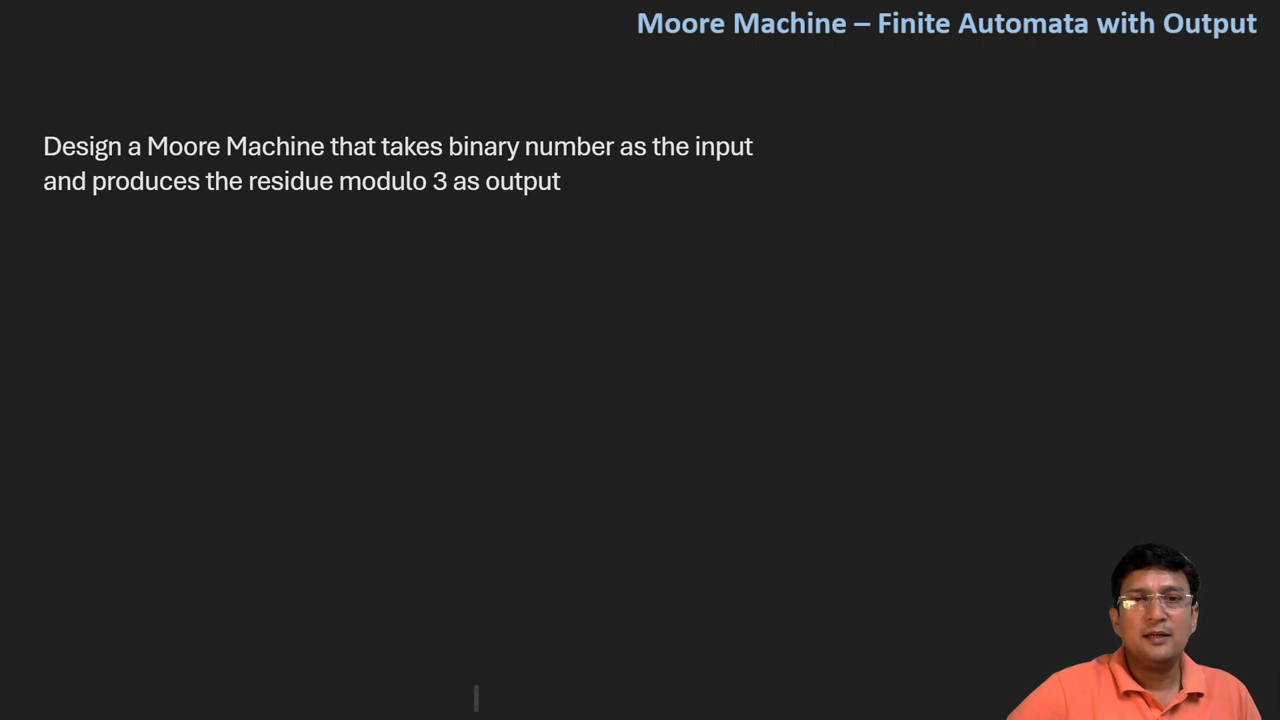 Moore Machine – Finite Automata with Output
Design a Moore Machine that takes binary number as the input
and produces the residue modulo 3 as output